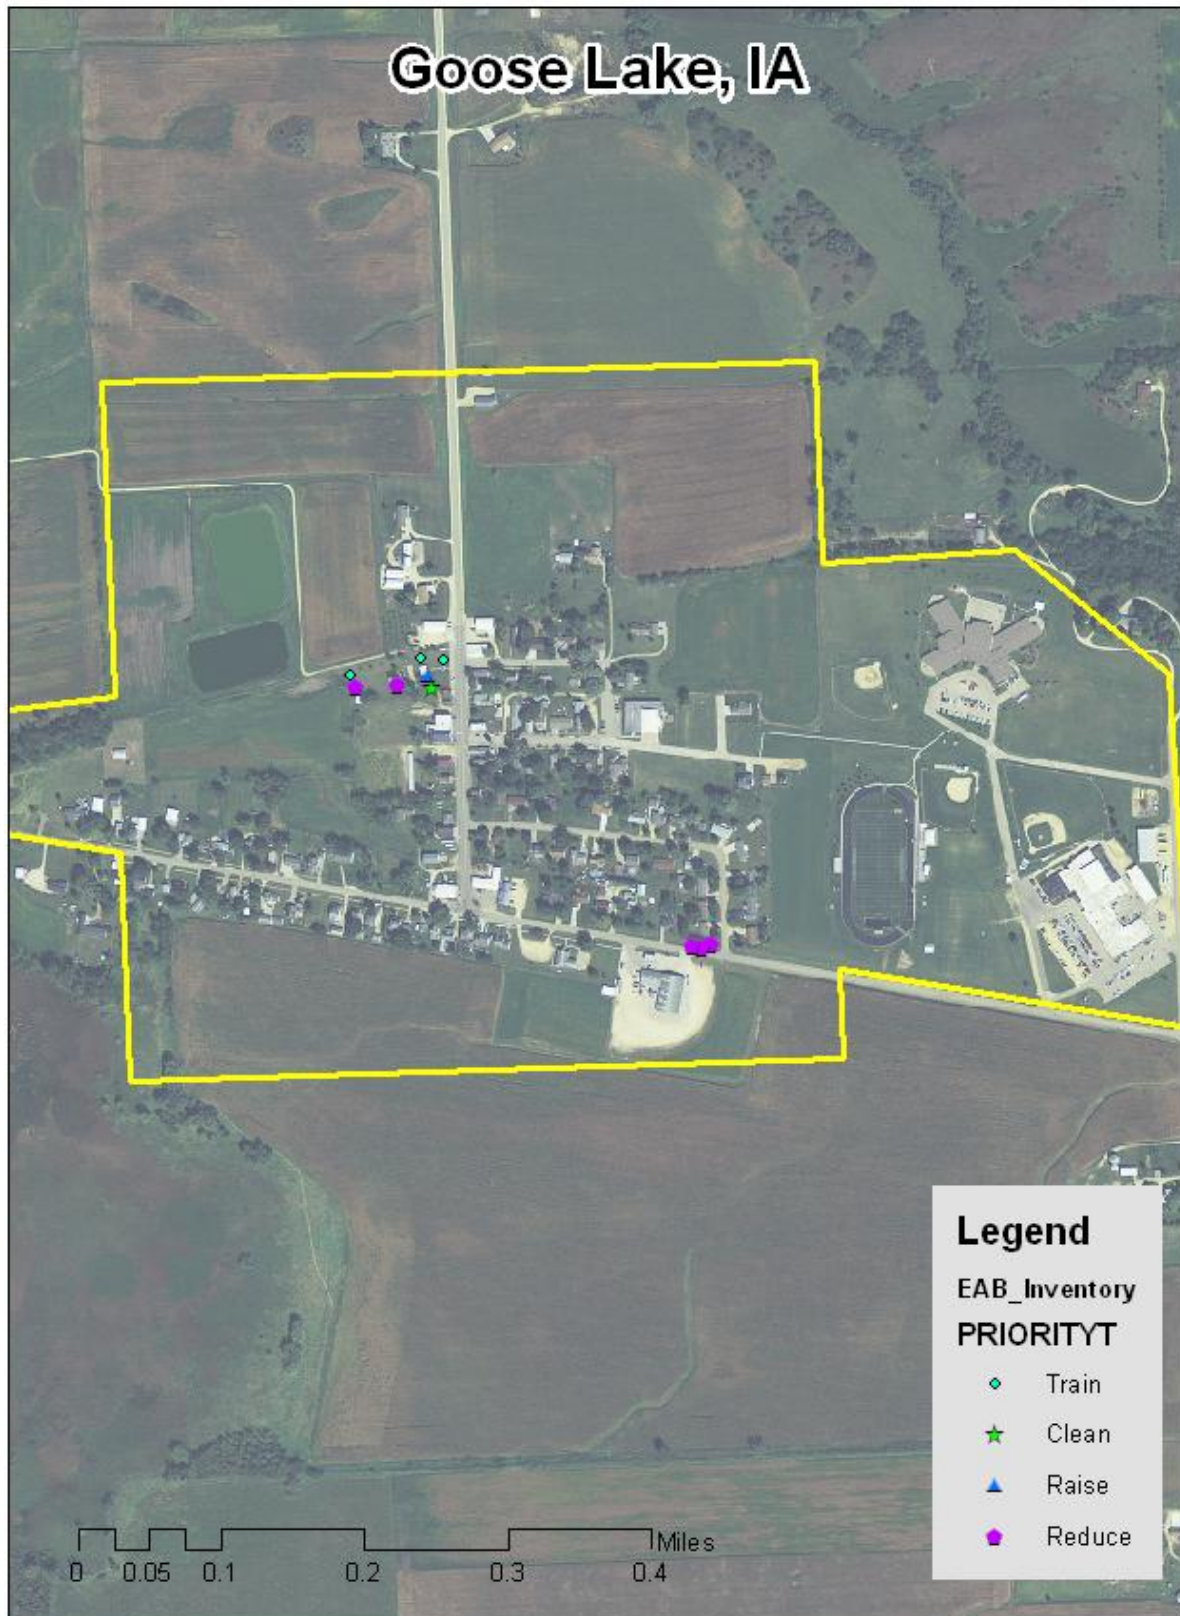 Goose Lake, IA
Legend
EAB_Inventory
PRIORITYT
Train
Clean
Raise
Reduce
Miles
0 0.05 0.1 0.2 0.3 0.4